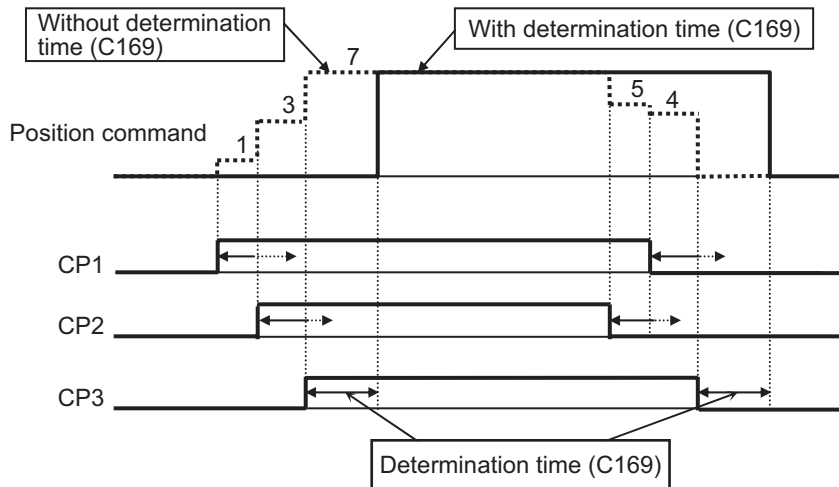 Without determination
time (C169)
With determination time (C169)
7
5
3
4
Position command
1
CP1
CP2
CP3
Determination time (C169)